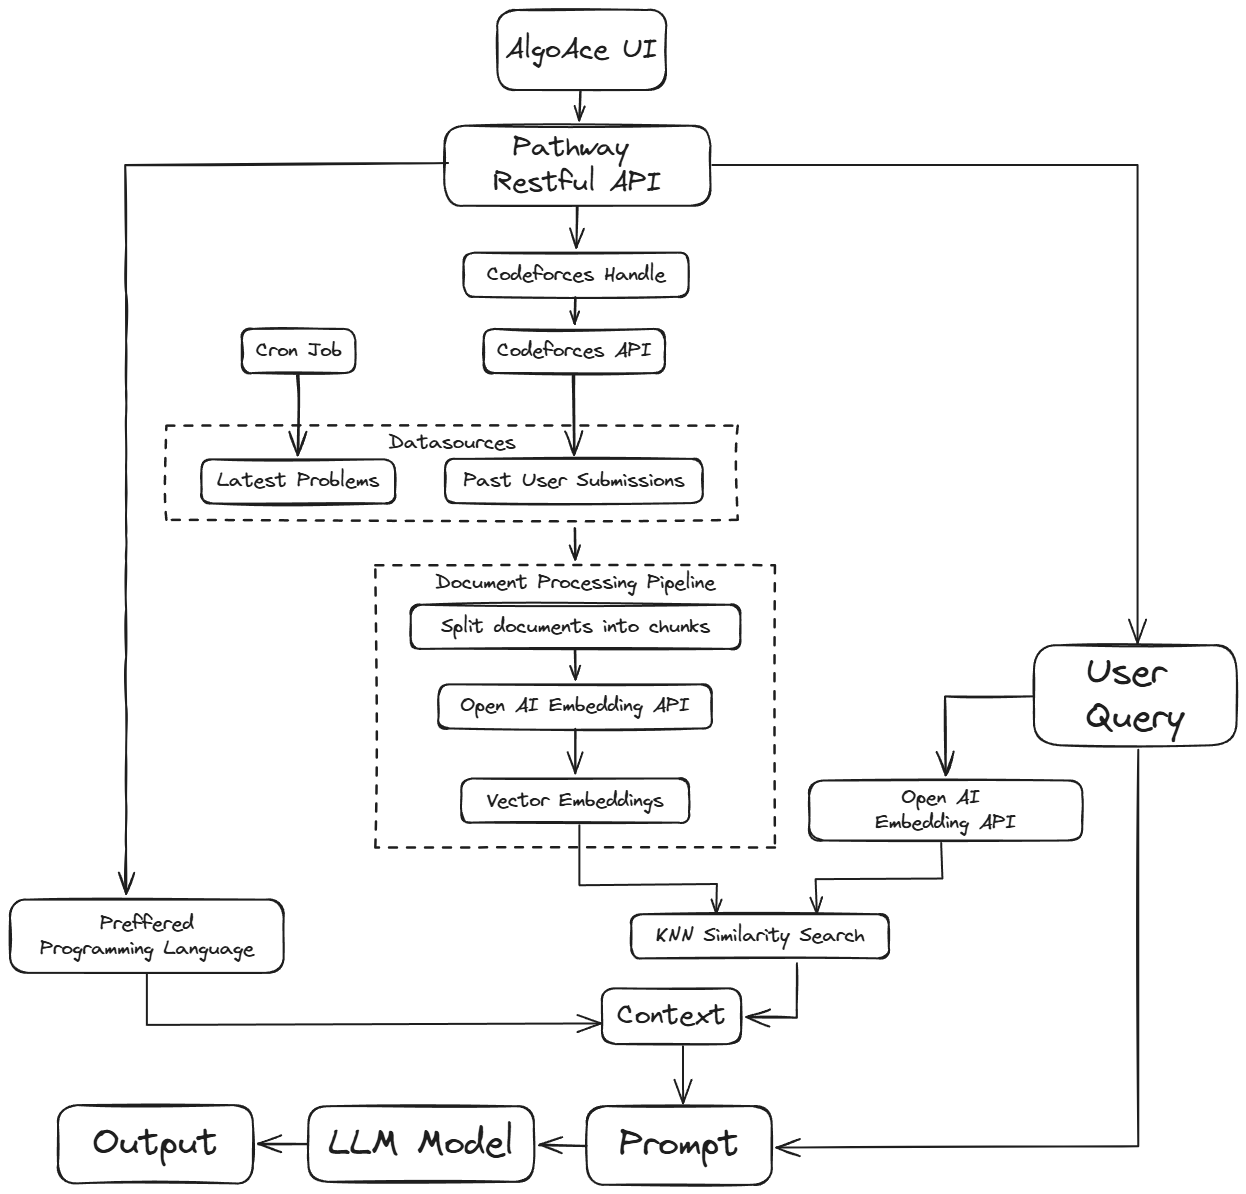 AlgoAce UI
Pathway
Restful API
Codeforces Handle
Cron Job
Codeforces API
Datasources
Latest Problems
Past User Submissions
Document Processing Pipeline
Split documents into chunks
User
Query
Open AI Embedding API
Vector Embeddings
Open AI
Embedding API
Preffered
Programming Language
KNN Similarity Search
Context
Output
LLM Model
Prompt